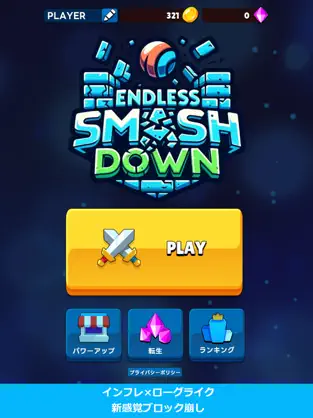 PLAYER
321
0
ENDLESS
SMASH
DOWN
PLAY
パワーアップ
転生
ランキング
プライバシーポリシー
インフレ×ローグライク
新感覚ブロック崩し